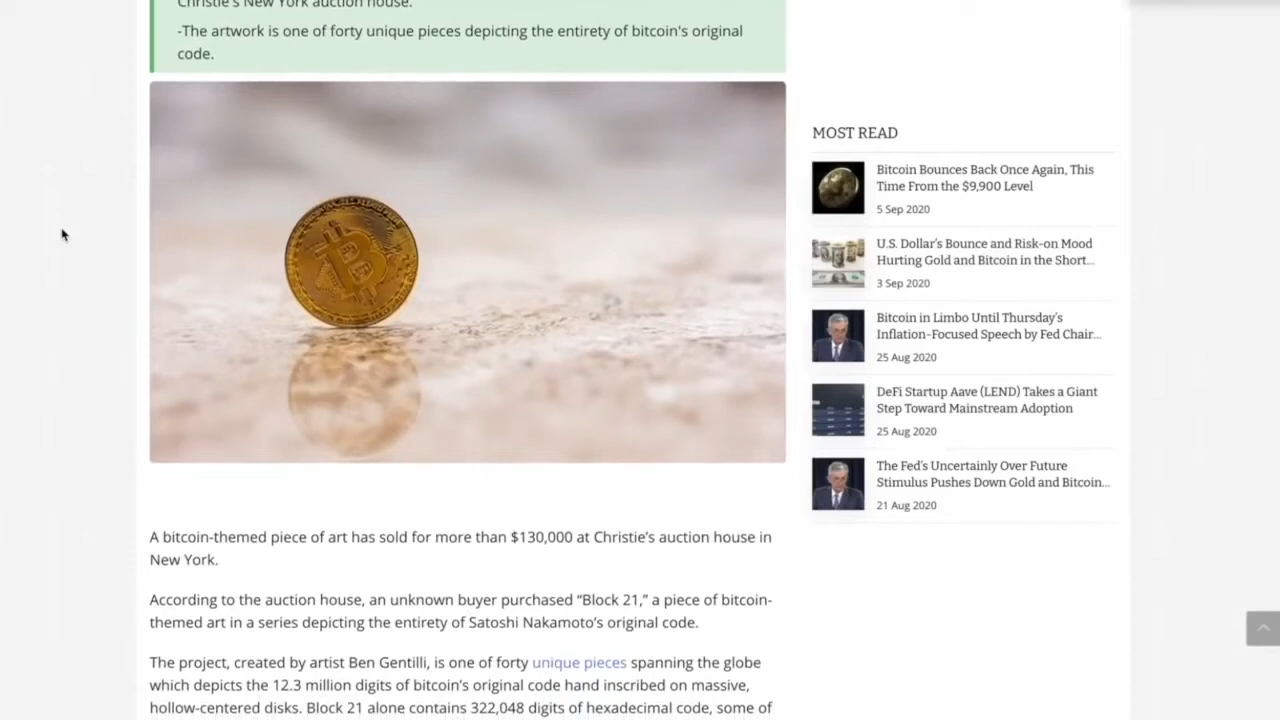 Christie's New York auction house.
-The artwork is one of forty unique pieces depicting the entirety of bitcoin's original
code.
A bitcoin-themed piece of art has sold for more than $130,000 at Christie’s auction house in
New York.
According to the auction house, an unknown buyer purchased “Block 21,” a piece of bitcoin-
themed art in a series depicting the entirety of Satoshi Nakamoto’s original code.
The project, created by artist Ben Gentilli, is one of forty unique pieces spanning the globe
which depicts the 12.3 million digits of bitcoin’s original code hand inscribed on massive,
hollow-centered disks. Block 21 alone contains 322,048 digits of hexadecimal code, some of
MOST READ
Bitcoin Bounces Back Once Again, This
Time From the $9,900 Level
5 Sep 2020
U.S. Dollar’s Bounce and Risk-on Mood
Hurting Gold and Bitcoin in the Short...
3 Sep 2020
Bitcoin in Limbo Until Thursday’s
Inflation-Focused Speech by Fed Chair...
25 Aug 2020
DeFi Startup Aave (LEND) Takes a Giant
Step Toward Mainstream Adoption
25 Aug 2020
The Fed’s Uncertainly Over Future
Stimulus Pushes Down Gold and Bitcoin...
21 Aug 2020